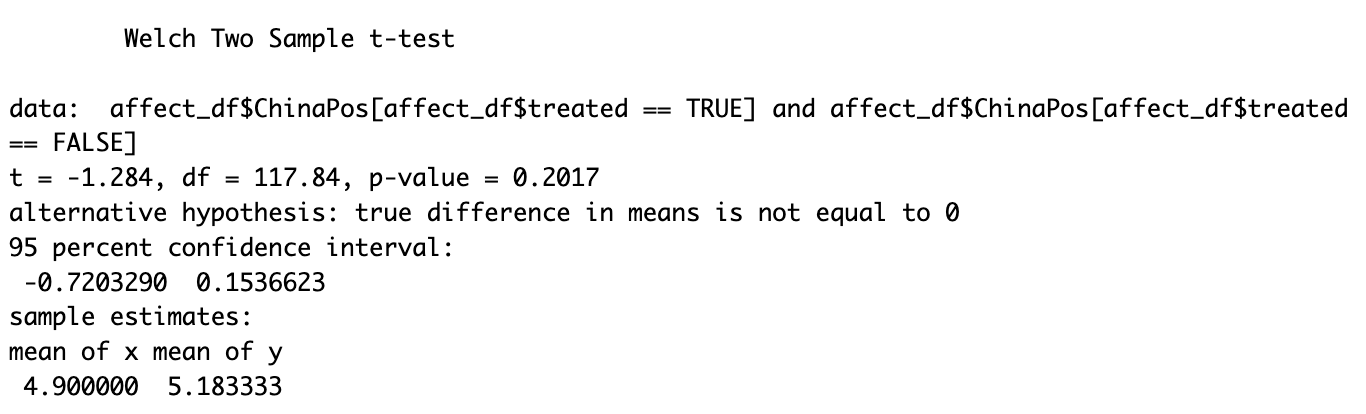 Welch Two Sample t-test
data:  affect_df$ChinaPos[affect_df$treated == TRUE] and affect_df$ChinaPos[affect_df$treated
== FALSE]
t = -1.284, df = 117.84, p-value = 0.2017
alternative hypothesis: true difference in means is not equal to 0
95 percent confidence interval:
 -0.7203290  0.1536623
sample estimates:
mean of x mean of y
 4.900000  5.183333